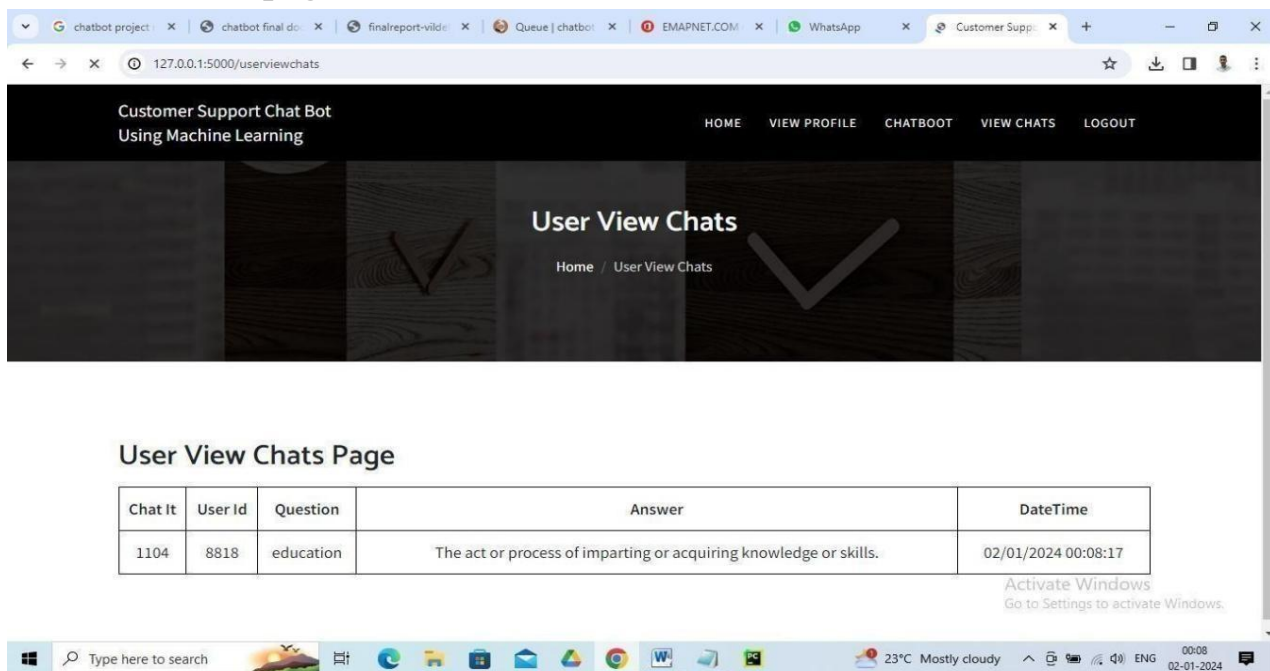 chatbot project
chatbot final do
finalreport-vilde
Queue | chatbot
EMAPNET.COM
WhatsApp
Customer Supp
127.0.0.1:5000/userviewchats
Customer Support Chat Bot
Using Machine Learning
HOME VIEW PROFILE CHATBOOT VIEW CHATS LOGOUT
User View Chats
Home / User View Chats
User View Chats Page
Chat It User Id Question Answer DateTime
1104 8818 education The act or process of imparting or acquiring knowledge or skills. 02/01/2024 00:08:17
Activate Windows
Go to Settings to activate Windows.
Type here to search
23°C Mostly cloudy
ENG
00:08
02-01-2024